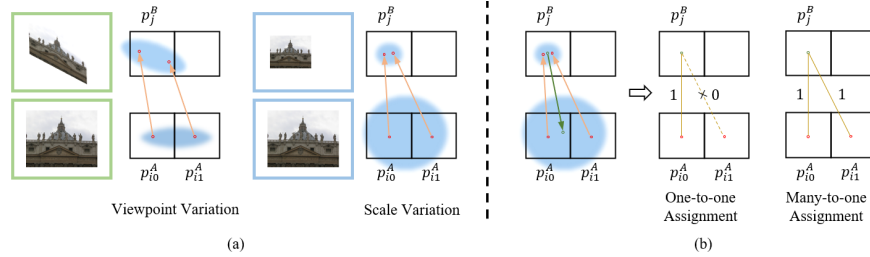 p_j^B
p_{i0}^A p_{i1}^A
Viewpoint Variation
p_j^B
p_{i0}^A p_{i1}^A
Scale Variation
(a)
p_j^B
p_{i0}^A p_{i1}^A
p_j^B
1 0
p_{i0}^A p_{i1}^A
One-to-one
Assignment
p_j^B
1 1
p_{i0}^A p_{i1}^A
Many-to-one
Assignment
(b)